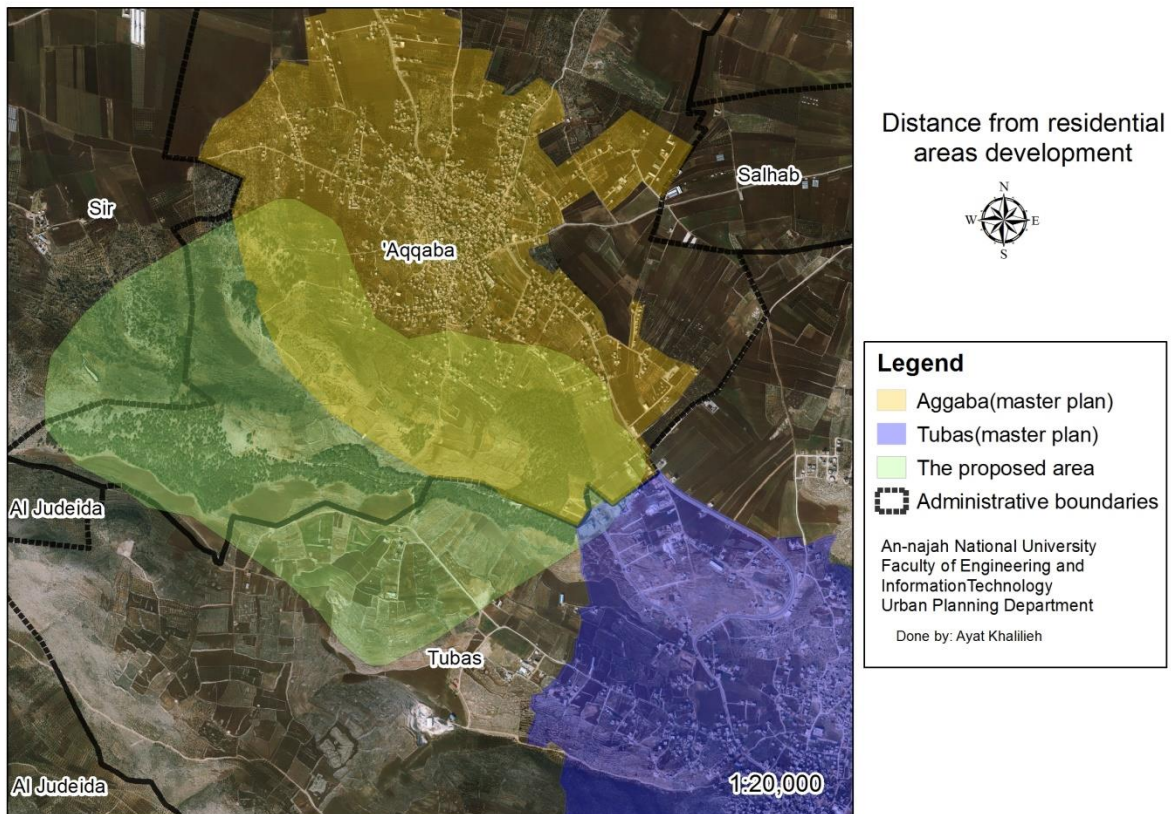 Distance from residential
areas development
N
W E
S
Salhab
Sir
'Aqqaba
Al Judeida
Tubas
Al Judeida
1:20,000
Legend
Aggaba(master plan)
Tubas(master plan)
The proposed area
Administrative boundaries
An-najah National University
Faculty of Engineering and
InformationTechnology
Urban Planning Department
Done by: Ayat Khalilieh